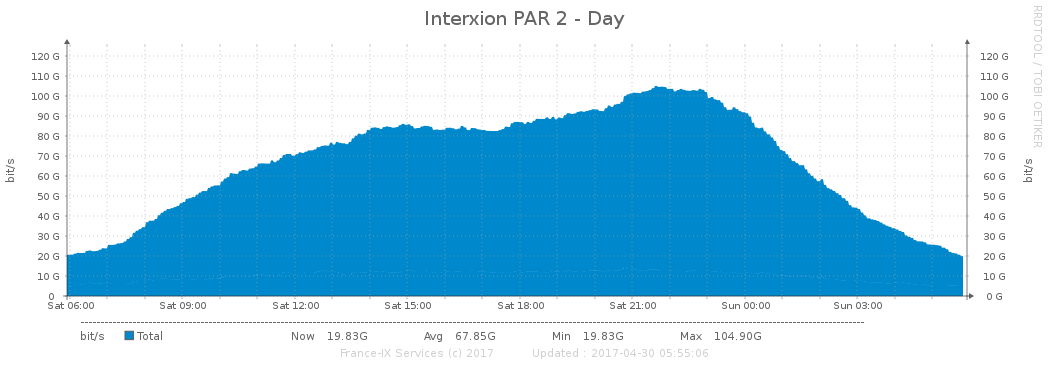 Interxion PAR 2 - Day
RRDTOOL / TOBI OETIKER
bit/s
120 G 120 G
110 G 110 G
100 G 100 G
90 G 90 G
80 G 80 G
70 G 70 G
60 G 60 G
50 G 50 G
40 G 40 G
30 G 30 G
20 G 20 G
10 G 10 G
0 0 G
bit/s
Sat 06:00 Sat 09:00 Sat 12:00 Sat 15:00 Sat 18:00 Sat 21:00 Sun 00:00 Sun 03:00
bit/s Total Now 19.83G Avg 67.85G Min 19.83G Max 104.90G
France-IX Services (c) 2017 Updated : 2017-04-30 05:55:06